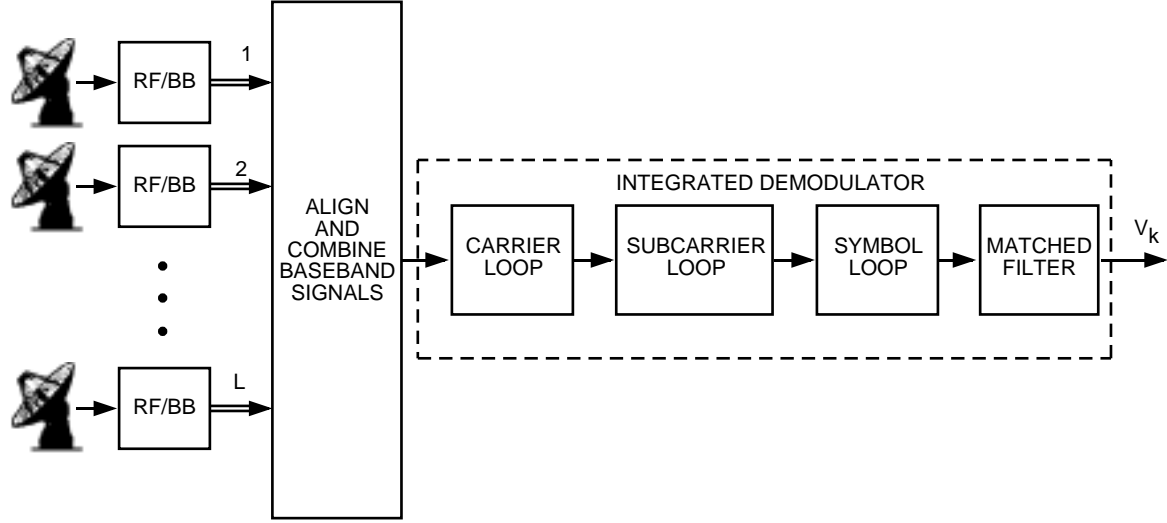 RF/BB
1
RF/BB
2
RF/BB
L
ALIGN
AND
COMBINE
BASEBAND
SIGNALS
INTEGRATED DEMODULATOR
CARRIER
LOOP
SUBCARRIER
LOOP
SYMBOL
LOOP
MATCHED
FILTER
Vk